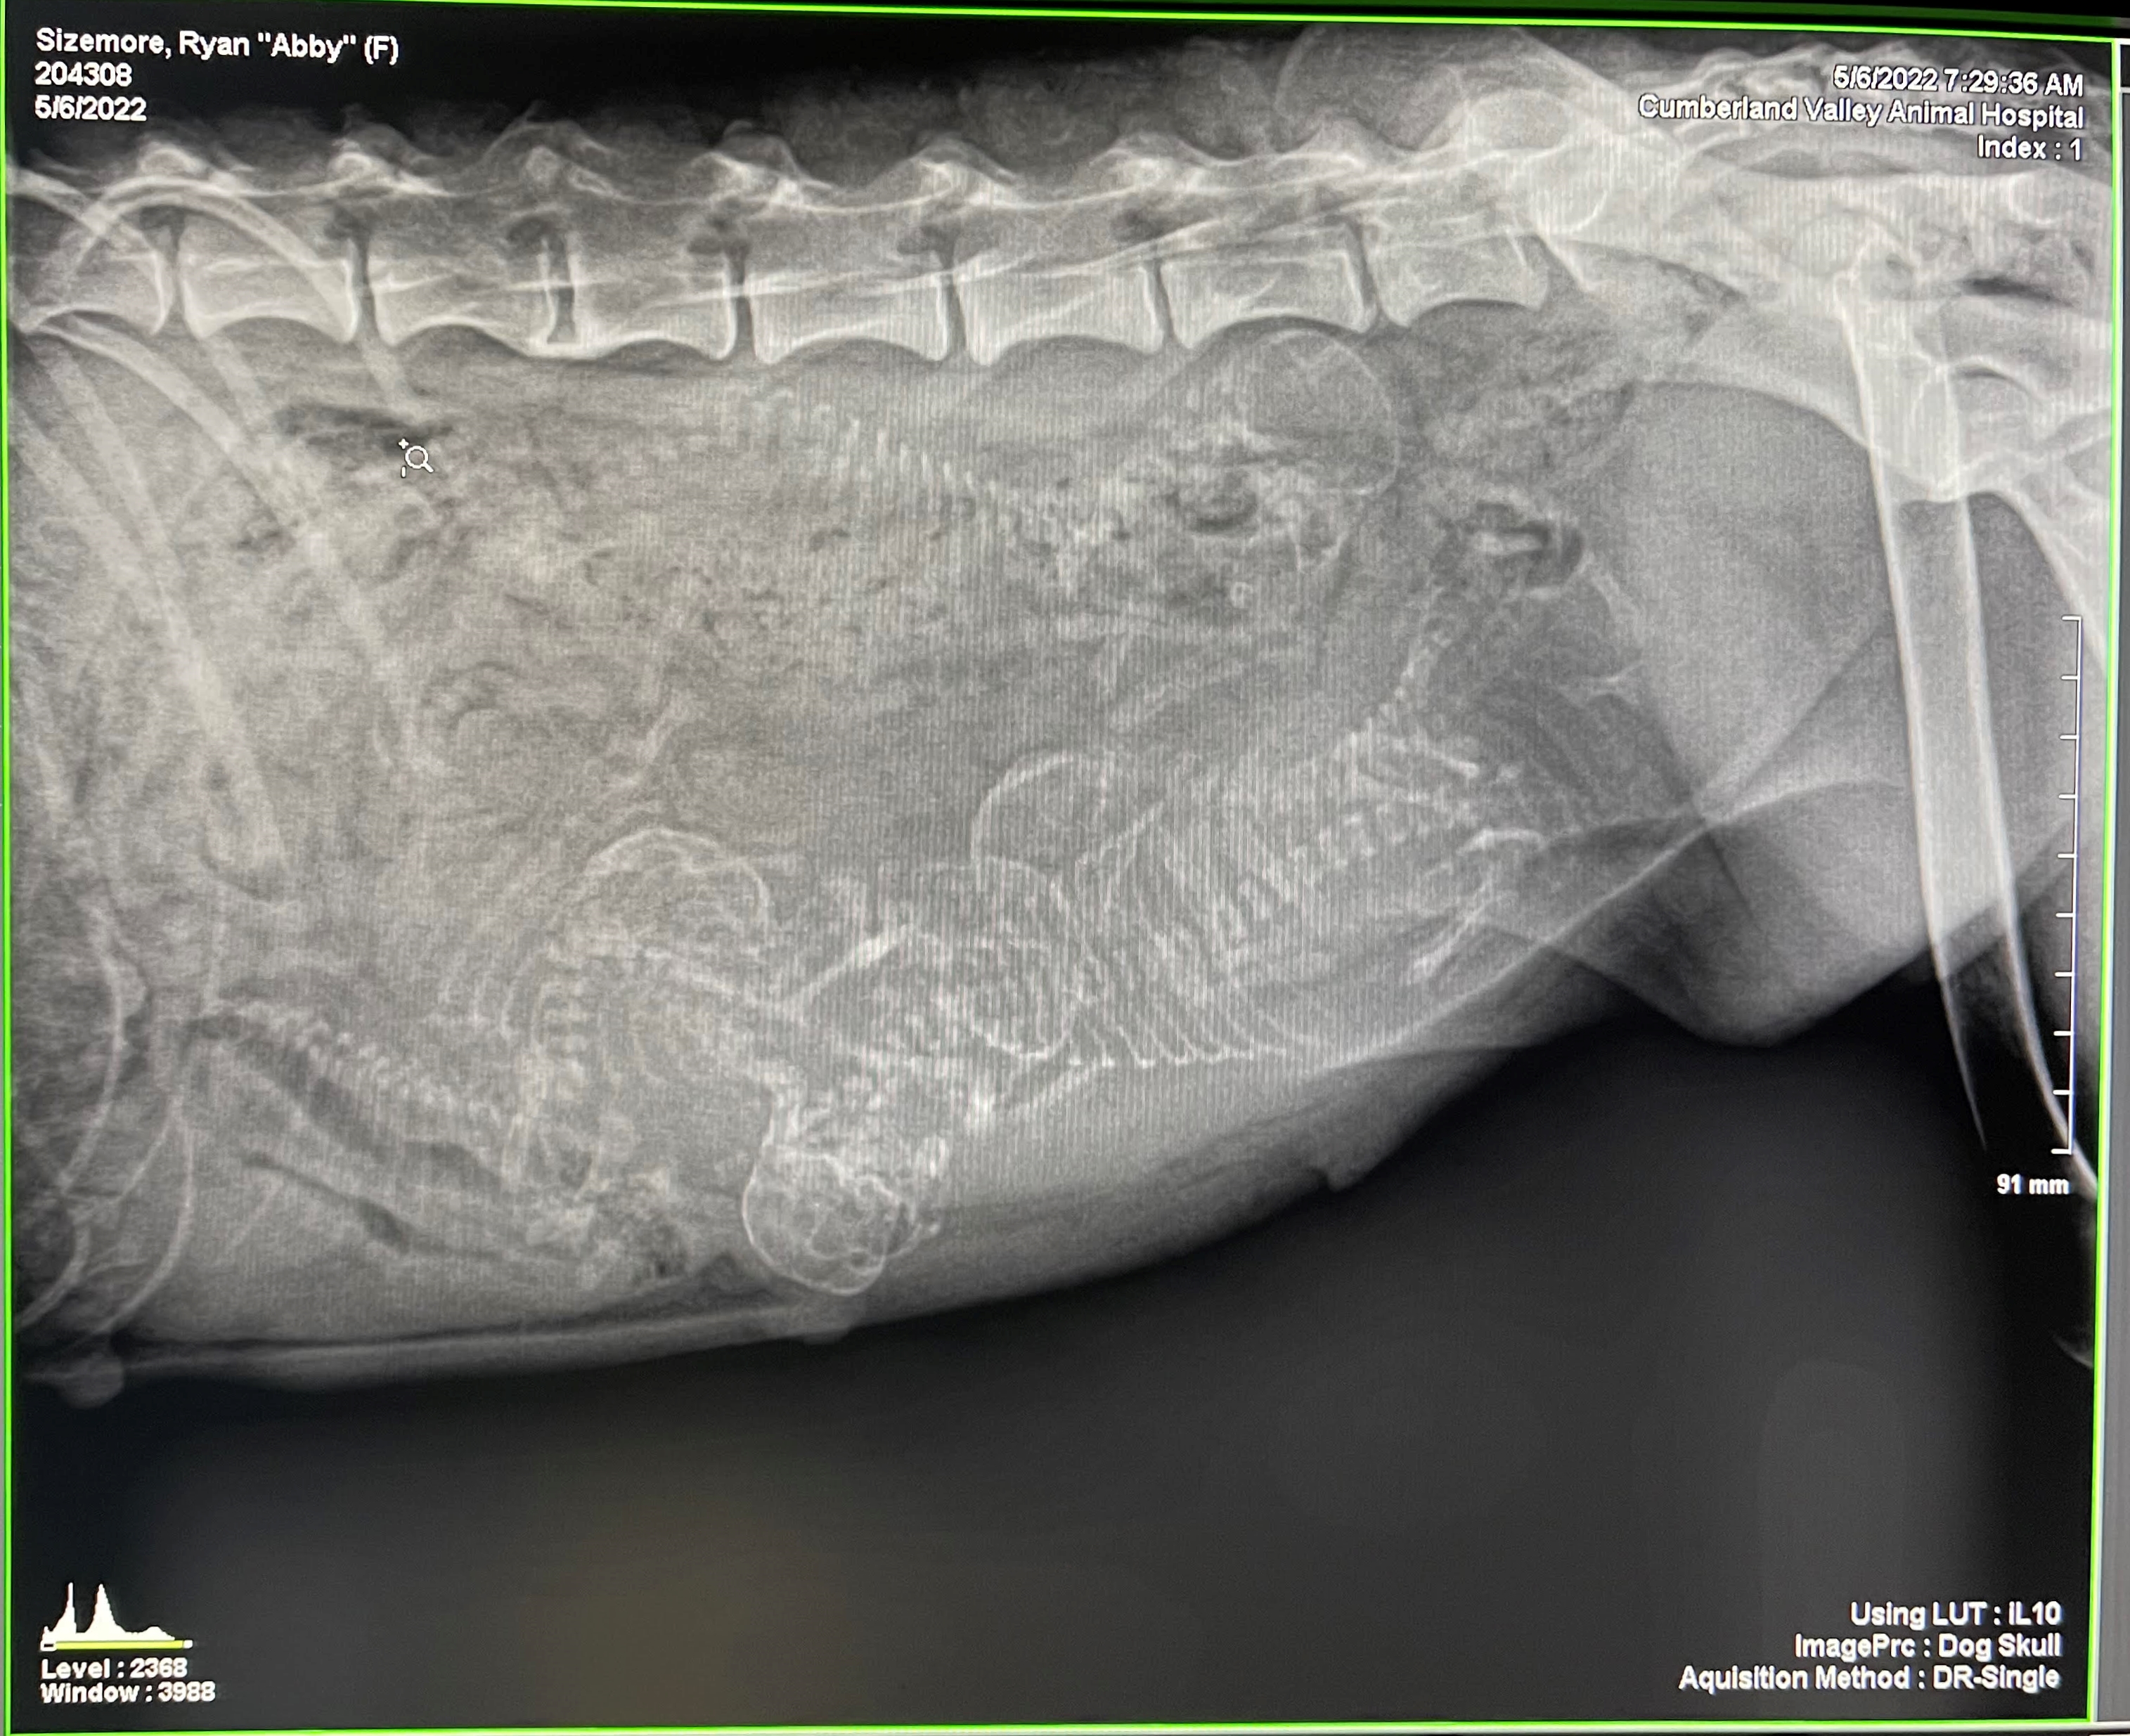 Sizemore, Ryan "Abby" (F)
204308
5/6/2022
5/6/2022 7:29:36 AM
Cumberland Valley Animal Hospital
Index : 1
91 mm
Level : 2368
Window : 3988
Using LUT : IL10
ImagePrc : Dog Skull
Aquisition Method : DR-Single